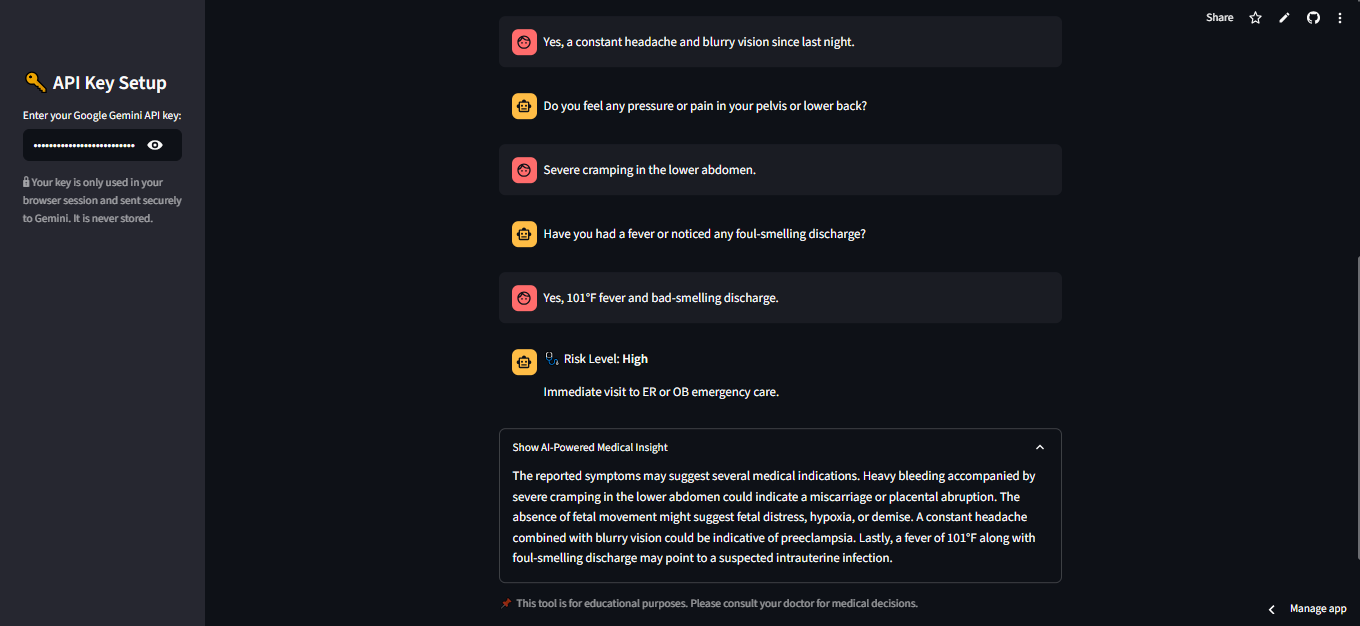 Share
API Key Setup
Enter your Google Gemini API key:
Your key is only used in your
browser session and sent securely
to Gemini. It is never stored.
Yes, a constant headache and blurry vision since last night.
Do you feel any pressure or pain in your pelvis or lower back?
Severe cramping in the lower abdomen.
Have you had a fever or noticed any foul-smelling discharge?
Yes, 101°F fever and bad-smelling discharge.
Risk Level: High
Immediate visit to ER or OB emergency care.
Show AI-Powered Medical Insight
The reported symptoms may suggest several medical indications. Heavy bleeding accompanied by
severe cramping in the lower abdomen could indicate a miscarriage or placental abruption. The
absence of fetal movement might suggest fetal distress, hypoxia, or demise. A constant headache
combined with blurry vision could be indicative of preeclampsia. Lastly, a fever of 101°F along with
foul-smelling discharge may point to a suspected intrauterine infection.
This tool is for educational purposes. Please consult your doctor for medical decisions.
Manage app